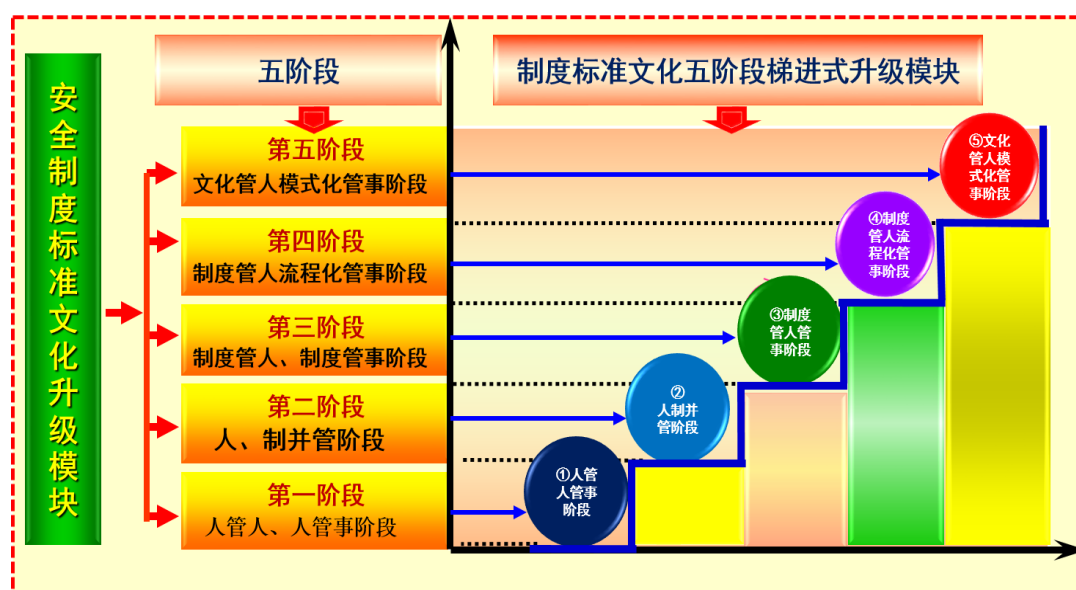 安全制度标准文化升级模块
五阶段
制度标准文化五阶段梯进式升级模块
第五阶段
文化管人模式化管事阶段
第四阶段
制度管人流程化管事阶段
第三阶段
制度管人、制度管事阶段
第二阶段
人、制并管阶段
第一阶段
人管人、人管事阶段
⑤文化
管人模
式化管
事阶段
④制度
管人流
程化管
事阶段
③制度
管人管
事阶段
②
人制并
管阶段
①人管
人管事
阶段